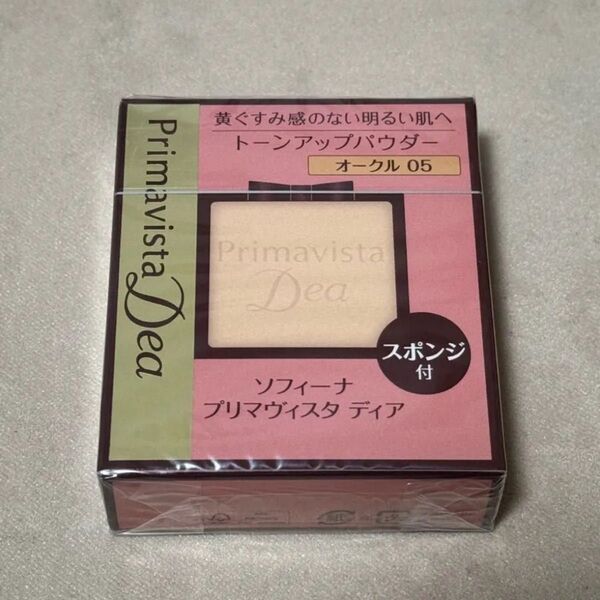 Primavista Dea
黄ぐすみ感のない明るい肌へ
トーンアップパウダー
オークル 05
Primavista
Dea
スポンジ
付
ソフィーナ
プリマヴィスタ ディア